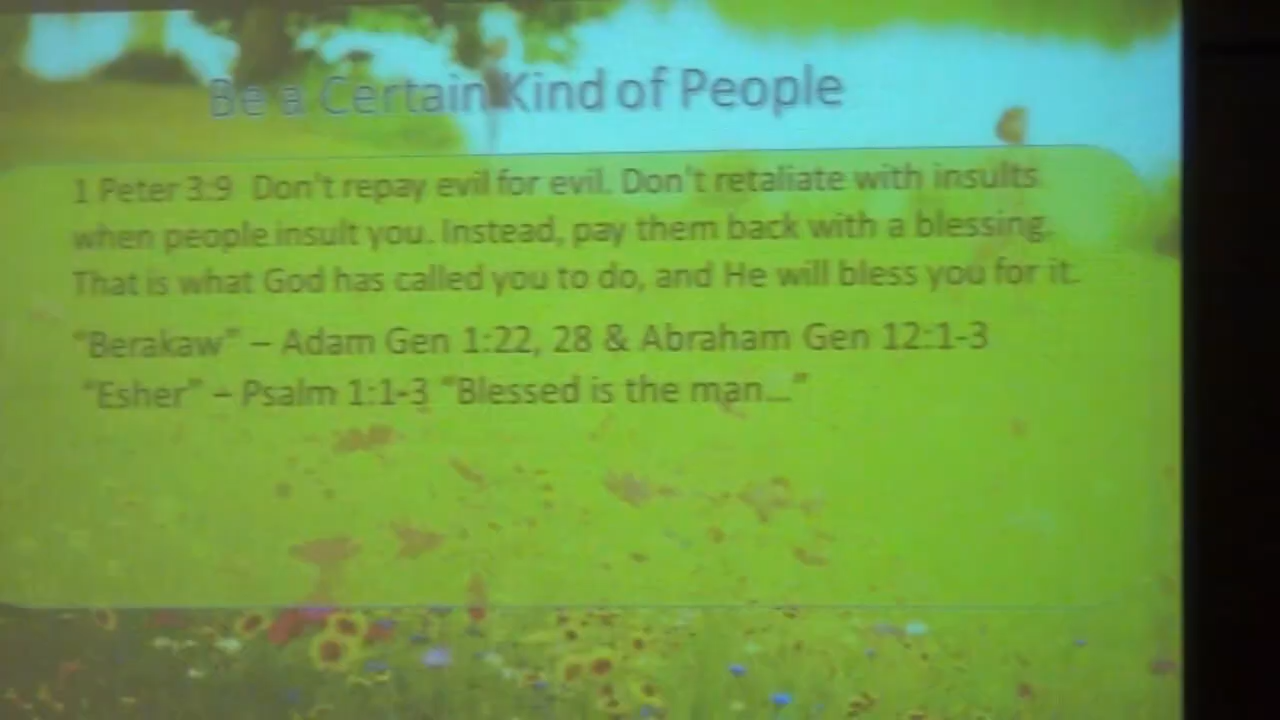 Be a Certain Kind of People
1 Peter 3:9 Don't repay evil for evil. Don't retaliate with insults
when people insult you. Instead, pay them back with a blessing.
That is what God has called you to do, and He will bless you for it.
"Berakaw" – Adam Gen 1:22, 28 & Abraham Gen 12:1-3
"Esher" – Psalm 1:1-3 "Blessed is the man…"